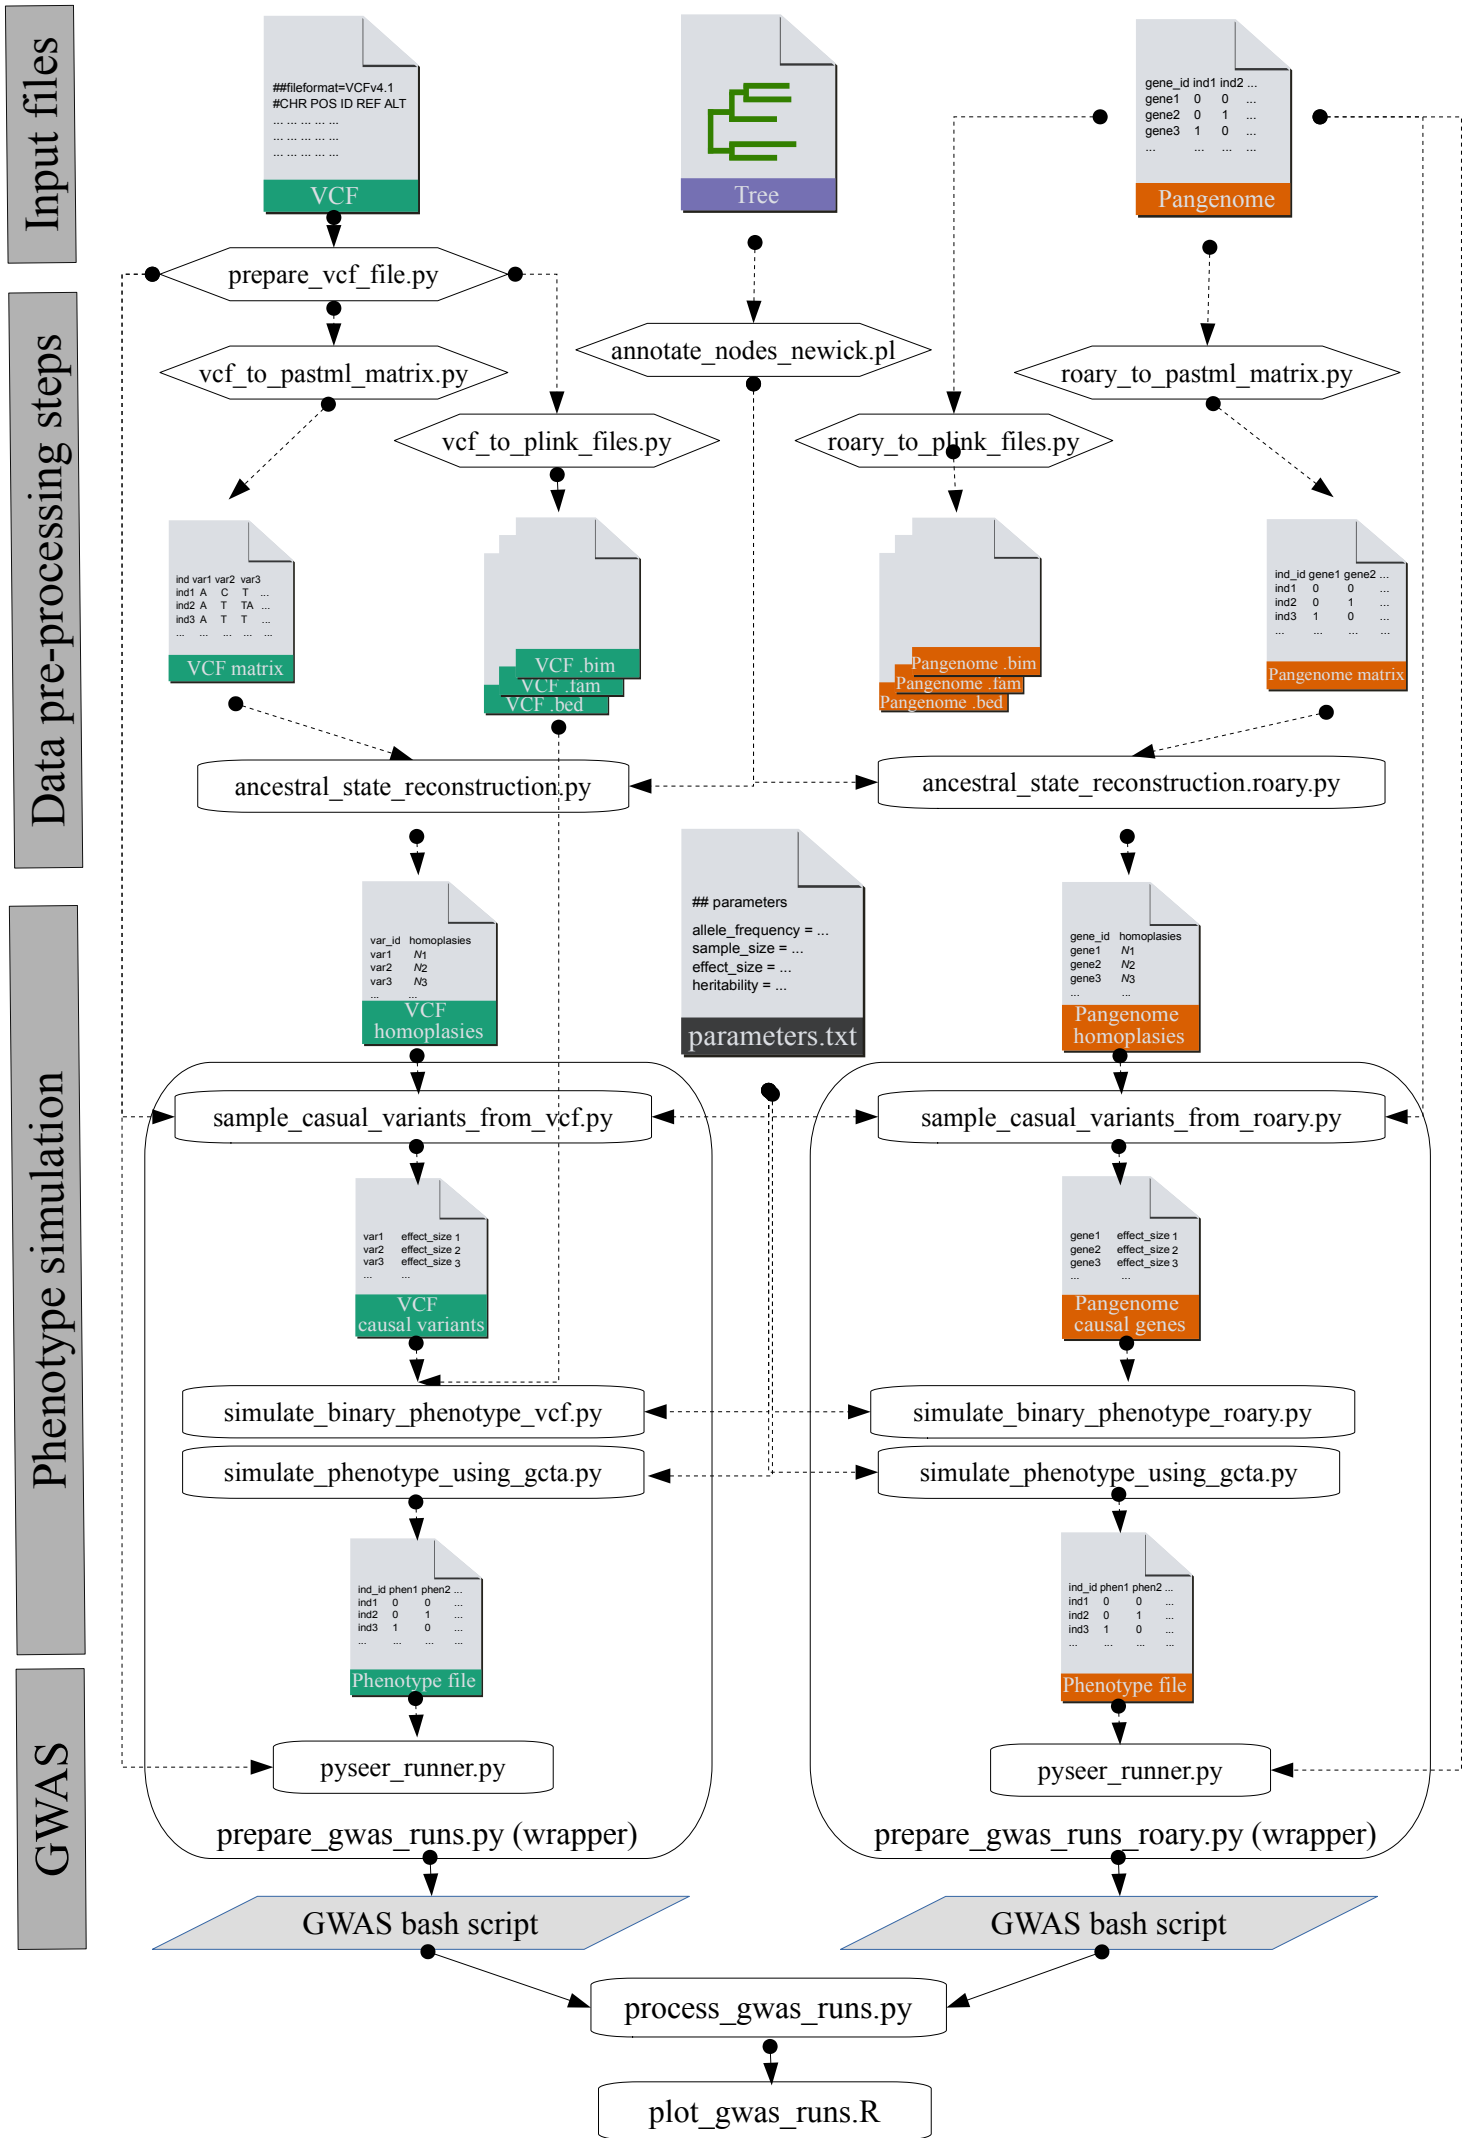 Input files
##fileformat=VCFv4.1
#CHR POS ID REF ALT
... ... ... ... ...
... ... ... ... ...
... ... ... ... ...
VCF
Tree
gene_id ind1 ind2 ...
gene1 0 0 ...
gene2 0 1 ...
gene3 1 0 ...
... ... ... ...
Pangenome
Data pre-processing steps
prepare_vcf_file.py
vcf_to_pastml_matrix.py
annotate_nodes_newick.pl
roary_to_pastml_matrix.py
vcf_to_plink_files.py
roary_to_plink_files.py
ind var1 var2 var3
ind1 A C T ...
ind2 A T TA ...
ind3 A T T ...
... ... ... ... ...
VCF matrix
VCF .bim
VCF .fam
VCF .bed
Pangenome .bim
Pangenome .fam
Pangenome .bed
ind_id gene1 gene2 ...
ind1 0 0 ...
ind2 0 1 ...
ind3 1 0 ...
... ... ... ...
Pangenome matrix
ancestral_state_reconstruction.py
ancestral_state_reconstruction.roary.py
Phenotype simulation
var_id homoplasies
var1 N1
var2 N2
var3 N3
... ...
VCF
homoplasies
## parameters
allele_frequency = ...
sample_size = ...
effect_size = ...
heritability = ...
parameters.txt
gene_id homoplasies
gene1 N1
gene2 N2
gene3 N3
... ...
Pangenome
homoplasies
sample_casual_variants_from_vcf.py
sample_casual_variants_from_roary.py
var1 effect_size 1
var2 effect_size 2
var3 effect_size 3
... ...
VCF
causal variants
gene1 effect_size 1
gene2 effect_size 2
gene3 effect_size 3
... ...
Pangenome
causal genes
simulate_binary_phenotype_vcf.py
simulate_binary_phenotype_roary.py
simulate_phenotype_using_gcta.py
simulate_phenotype_using_gcta.py
ind_id phen1 phen2 ...
ind1 0 0 ...
ind2 0 1 ...
ind3 1 0 ...
... ... ... ...
Phenotype file
ind_id phen1 phen2 ...
ind1 0 0 ...
ind2 0 1 ...
ind3 1 0 ...
... ... ... ...
Phenotype file
GWAS
pyseer_runner.py
pyseer_runner.py
prepare_gwas_runs.py (wrapper)
prepare_gwas_runs_roary.py (wrapper)
GWAS bash script
GWAS bash script
process_gwas_runs.py
plot_gwas_runs.R